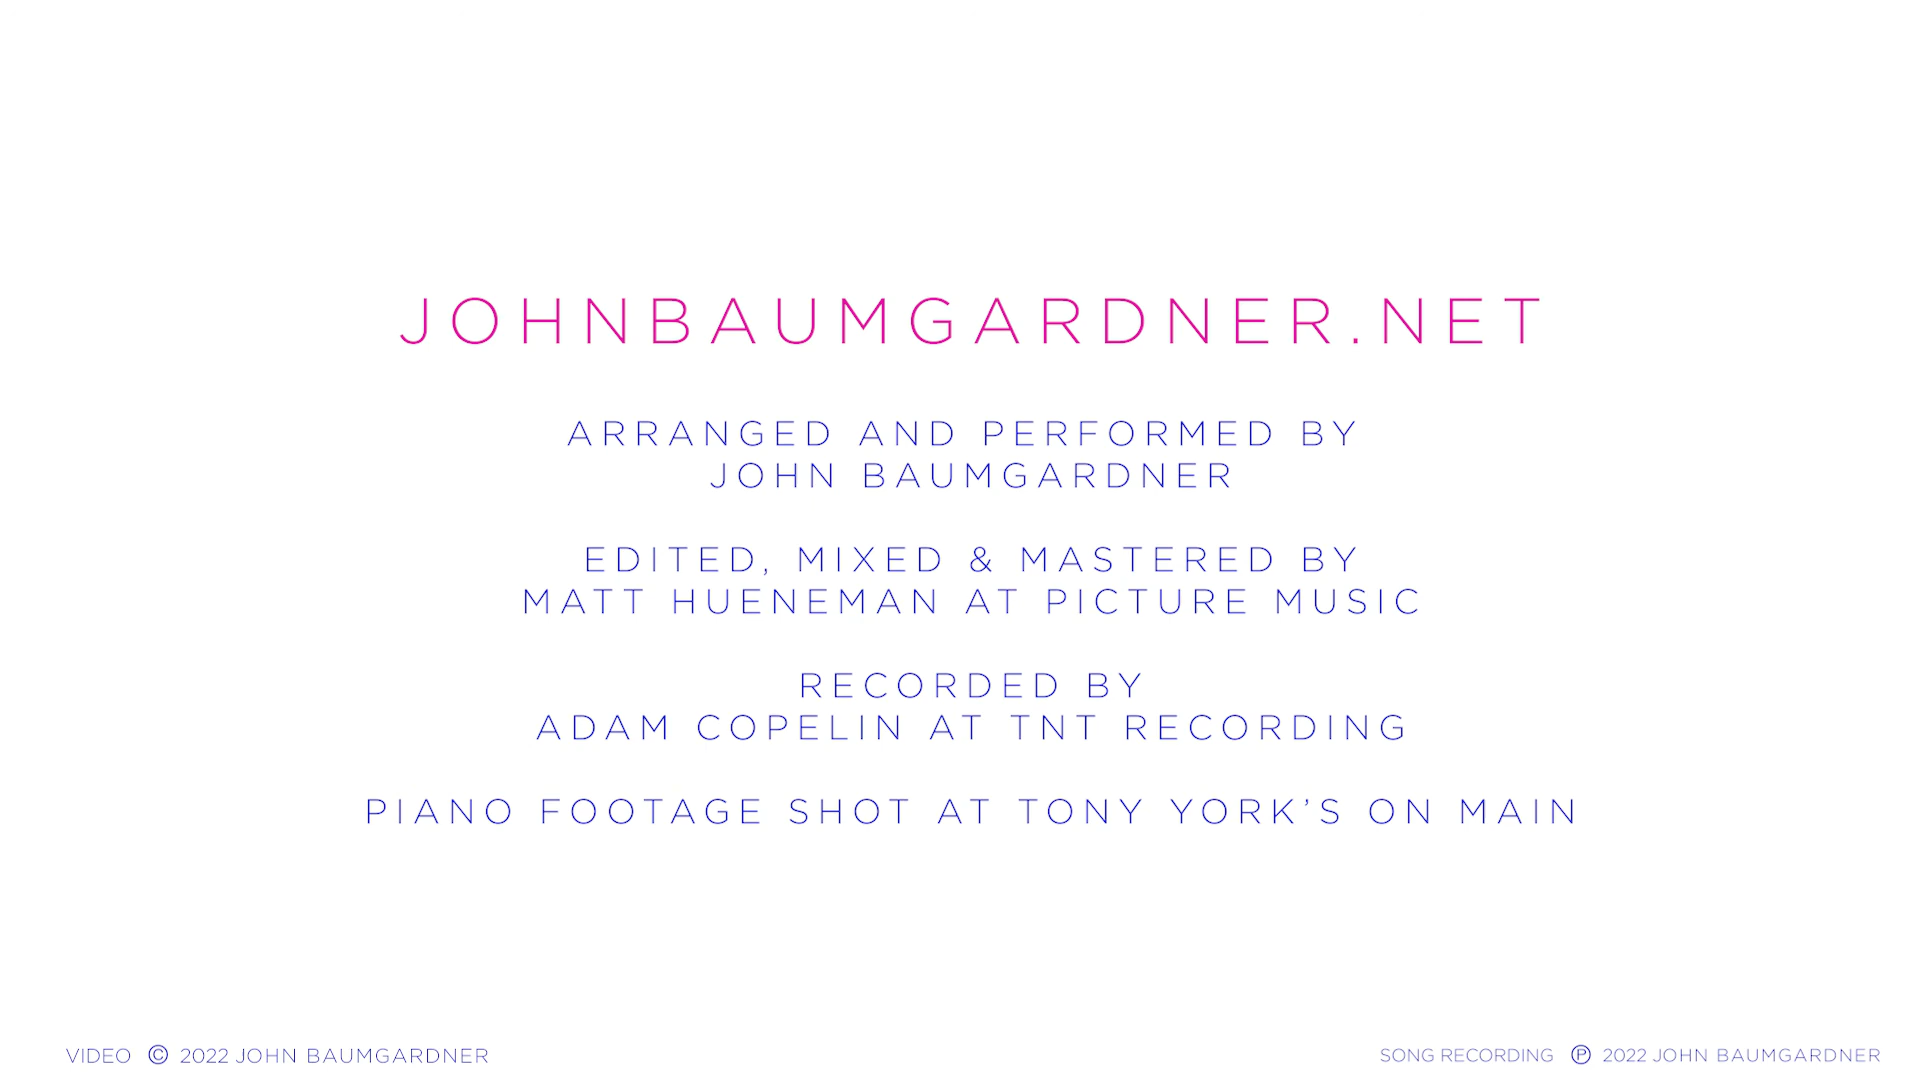 JOHNBAUMGARDNER.NET
ARRANGED AND PERFORMED BY
JOHN BAUMGARDNER
EDITED, MIXED & MASTERED BY
MATT HUENEMAN AT PICTURE MUSIC
RECORDED BY
ADAM COPELIN AT TNT RECORDING
PIANO FOOTAGE SHOT AT TONY YORK’S ON MAIN
VIDEO © 2022 JOHN BAUMGARDNER
SONG RECORDING ℗ 2022 JOHN BAUMGARDNER